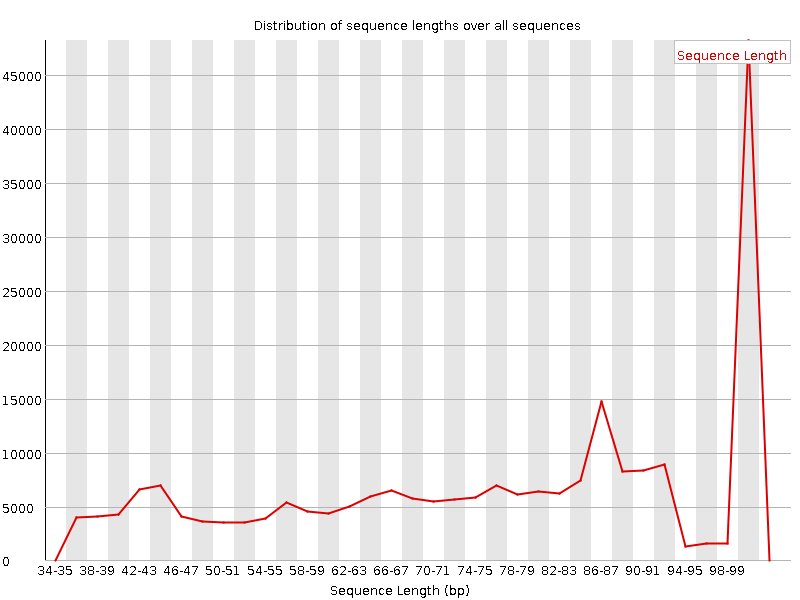 Distribution of sequence lengths over all sequences
Sequence Length
45000
40000
35000
30000
25000
20000
15000
10000
5000
0
34-35 38-39 42-43 46-47 50-51 54-55 58-59 62-63 66-67 70-71 74-75 78-79 82-83 86-87 90-91 94-95 98-99
Sequence Length (bp)